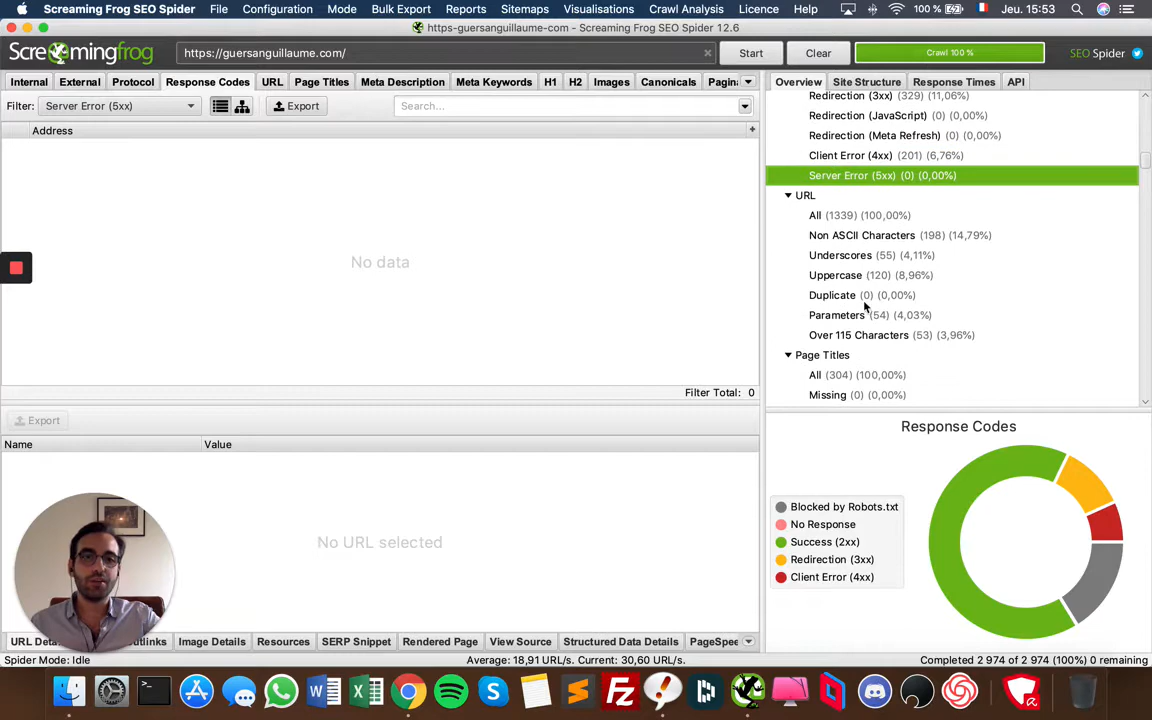 Screaming Frog SEO Spider File Configuration Mode Bulk Export Reports Sitemaps Visualisations Crawl Analysis Licence Help 100 % Jeu. 15:53
https-guersanguillaume-com - Screaming Frog SEO Spider 12.6
Screamingfrog https://guersanguillaume.com/ Start Clear Crawl 100 % SEO Spider
Internal External Protocol Response Codes URL Page Titles Meta Description Meta Keywords H1 H2 Images Canonicals Pagin
Overview Site Structure Response Times API
Filter: Server Error (5xx) Export Search...
Address +
No data
Filter Total: 0
Export
Name Value
No URL selected
URL Deta utlinks Image Details Resources SERP Snippet Rendered Page View Source Structured Data Details PageSpee
Redirection (3xx) (329) (11,06%)
Redirection (JavaScript) (0) (0,00%)
Redirection (Meta Refresh) (0) (0,00%)
Client Error (4xx) (201) (6,76%)
Server Error (5xx) (0) (0,00%)
URL
All (1339) (100,00%)
Non ASCII Characters (198) (14,79%)
Underscores (55) (4,11%)
Uppercase (120) (8,96%)
Duplicate (0) (0,00%)
Parameters (54) (4,03%)
Over 115 Characters (53) (3,96%)
Page Titles
All (304) (100,00%)
Missing (0) (0,00%)
Response Codes
Blocked by Robots.txt
No Response
Success (2xx)
Redirection (3xx)
Client Error (4xx)
Spider Mode: Idle Average: 18,91 URL/s. Current: 30,60 URL/s. Completed 2 974 of 2 974 (100%) 0 remaining